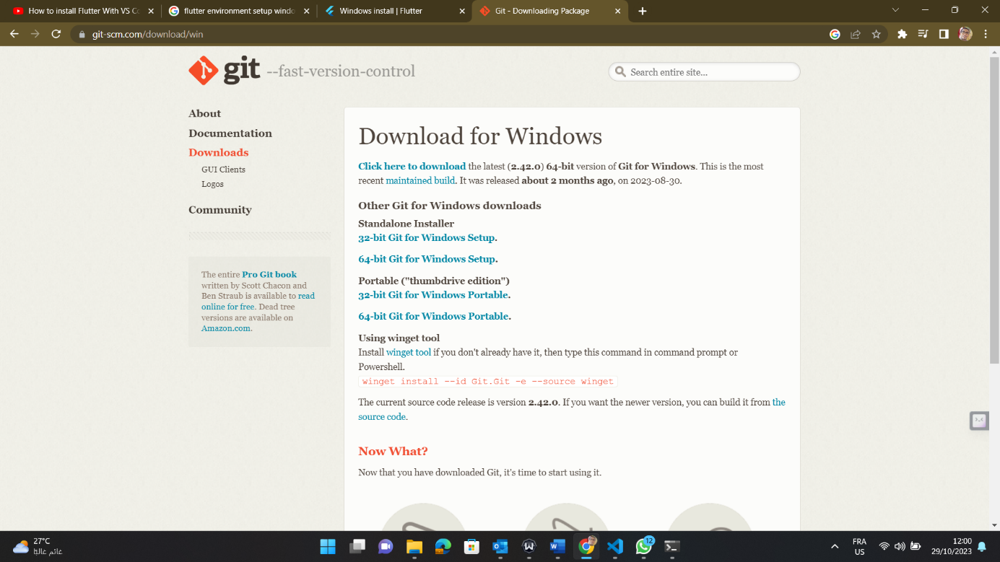 How to install Flutter With VS Co
flutter environment setup windo
Windows install | Flutter
Git - Downloading Package
git-scm.com/download/win
git --fast-version-control
Search entire site...
About
Documentation
Downloads
GUI Clients
Logos
Community
The entire Pro Git book
written by Scott Chacon and
Ben Straub is available to read
online for free. Dead tree
versions are available on
Amazon.com.
Download for Windows
Click here to download the latest (2.42.0) 64-bit version of Git for Windows. This is the most
recent maintained build. It was released about 2 months ago, on 2023-08-30.
Other Git for Windows downloads
Standalone Installer
32-bit Git for Windows Setup.
64-bit Git for Windows Setup.
Portable ("thumbdrive edition")
32-bit Git for Windows Portable.
64-bit Git for Windows Portable.
Using winget tool
Install winget tool if you don't already have it, then type this command in command prompt or
Powershell.
winget install --id Git.Git -e --source winget
The current source code release is version 2.42.0. If you want the newer version, you can build it from the
source code.
Now What?
Now that you have downloaded Git, it's time to start using it.
27°C
غائم غالبًا
12
FRA
US
12:00
29/10/2023